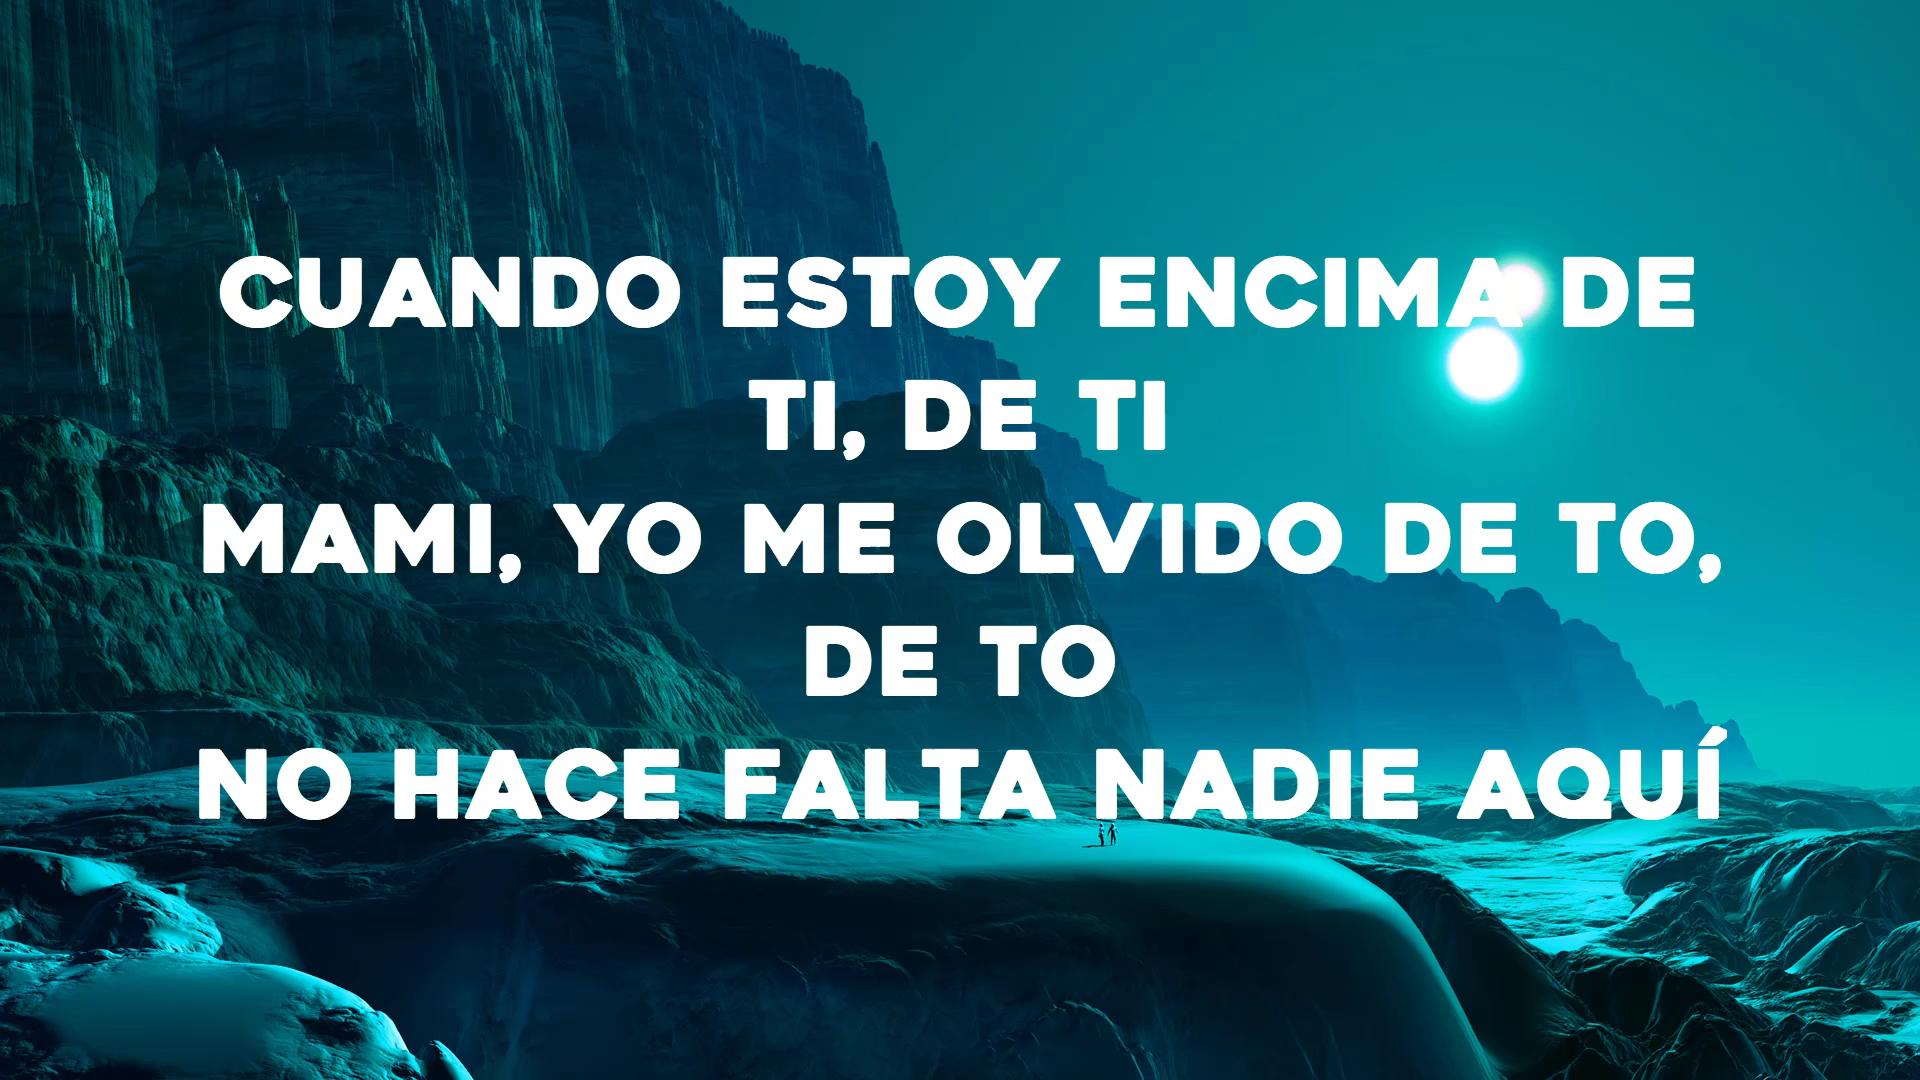 CUANDO ESTOY ENCIMA DE
TI, DE TI
MAMI, YO ME OLVIDO DE TO,
DE TO
NO HACE FALTA NADIE AQUÍ